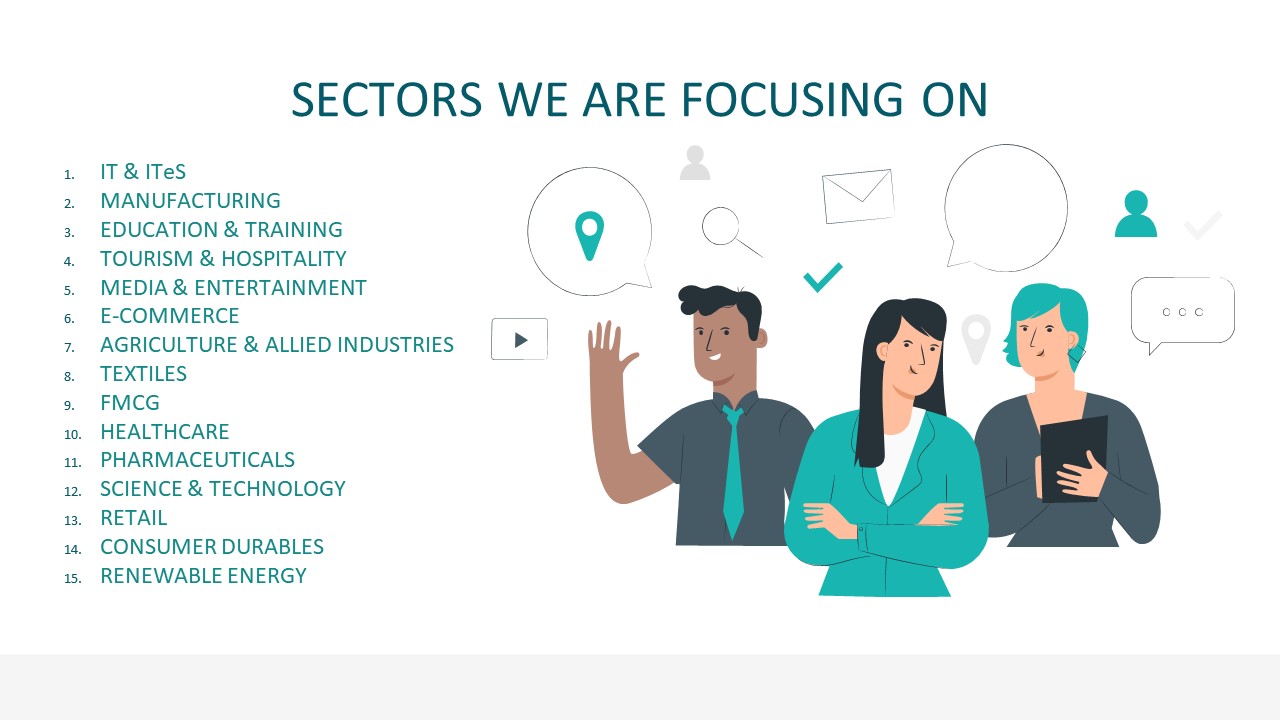 SECTORS WE ARE FOCUSING ON
1. IT & ITeS
2. MANUFACTURING
3. EDUCATION & TRAINING
4. TOURISM & HOSPITALITY
5. MEDIA & ENTERTAINMENT
6. E-COMMERCE
7. AGRICULTURE & ALLIED INDUSTRIES
8. TEXTILES
9. FMCG
10. HEALTHCARE
11. PHARMACEUTICALS
12. SCIENCE & TECHNOLOGY
13. RETAIL
14. CONSUMER DURABLES
15. RENEWABLE ENERGY